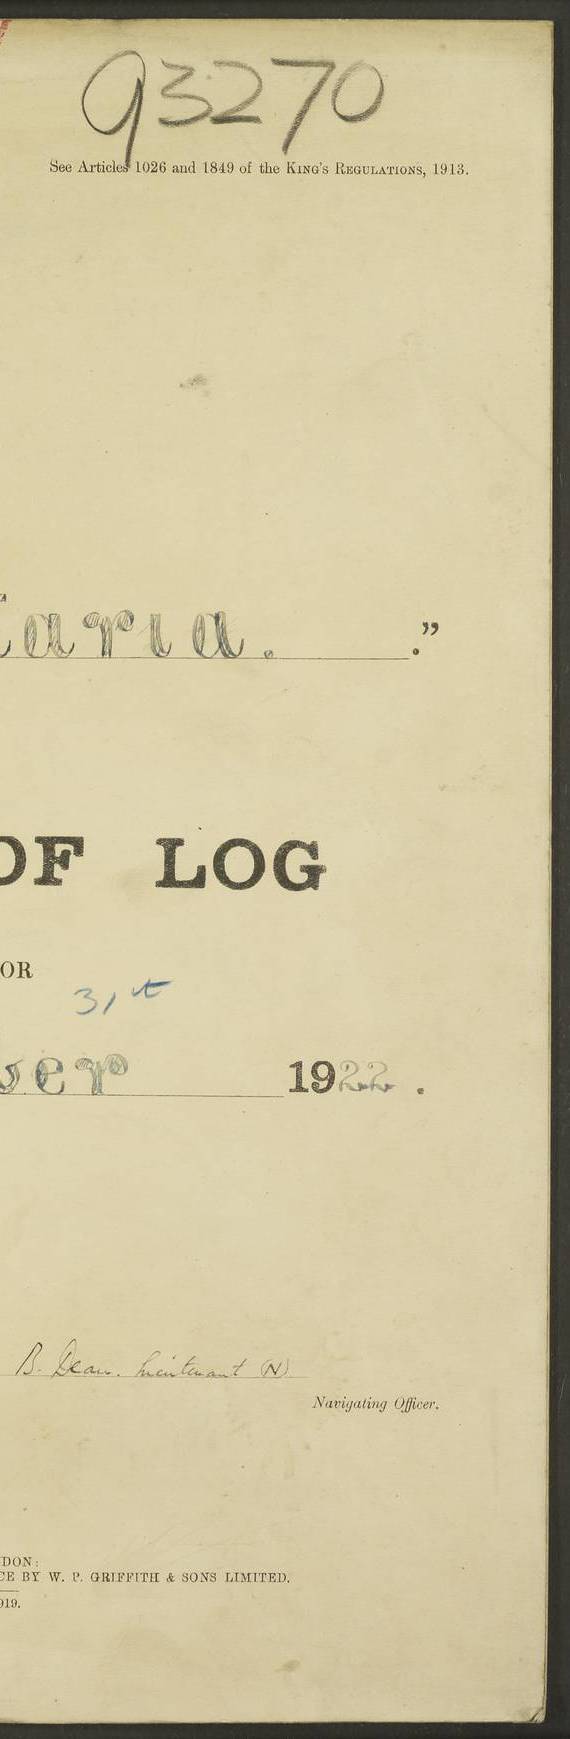 93270
See Articles 1026 and 1849 of the KING'S REGULATIONS, 1913.
aria. ."
OF LOG
OR
31st
ver 1922.
B. Dean. Lieutenant (N)
Navigating Officer.
DON:
CE BY W. P. GRIFFITH & SONS LIMITED.
919.